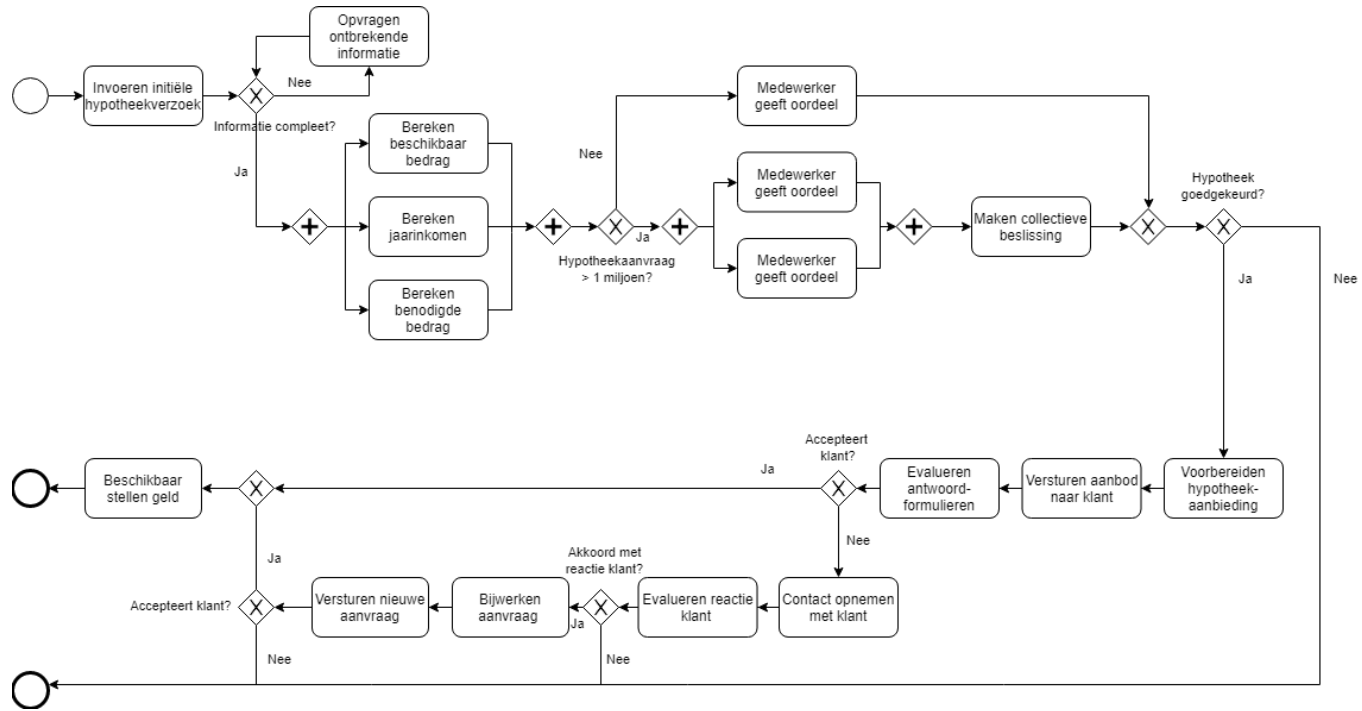 Opvragen
ontbrekende
informatie
Invoeren initiële
hypotheekverzoek
X
Nee
Informatie compleet?
Ja
Bereken
beschikbaar
bedrag
Bereken
jaarinkomen
Bereken
benodigde
bedrag
X
Nee
Ja
Hypotheekaanvraag
> 1 miljoen?
Medewerker
geeft oordeel
Medewerker
geeft oordeel
Medewerker
geeft oordeel
Maken collectieve
beslissing
X
Hypotheek
goedgekeurd?
X
Ja
Nee
Voorbereiden
hypotheek-
aanbieding
Versturen aanbod
naar klant
Evalueren
antwoord-
formulieren
Accepteert
klant?
X
Ja
Nee
X
Beschikbaar
stellen geld
Contact opnemen
met klant
Evalueren reactie
klant
Akkoord met
reactie klant?
X
Ja
Nee
Bijwerken
aanvraag
Versturen nieuwe
aanvraag
Accepteert klant?
X
Ja
Nee